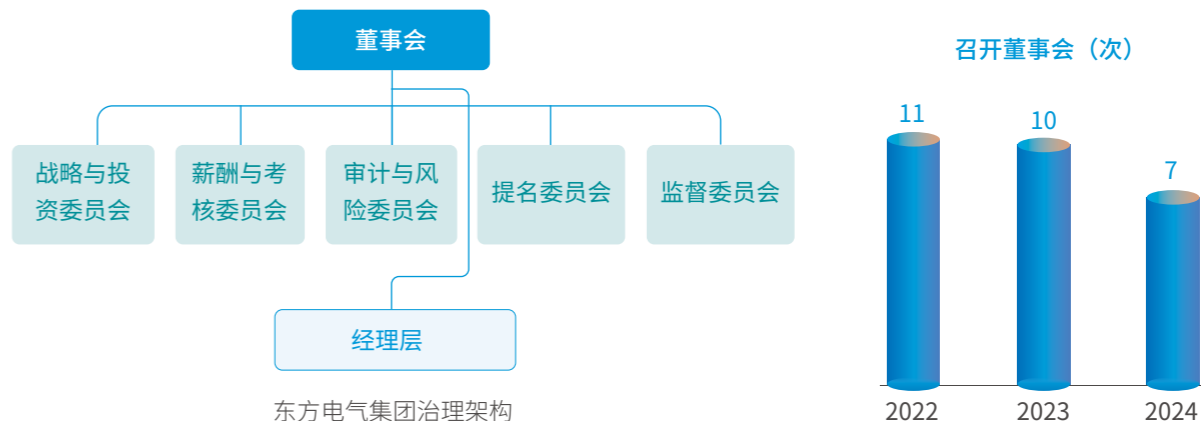 董事会
战略与投
资委员会
薪酬与考
核委员会
审计与风
险委员会
提名委员会
监督委员会
经理层
东方电气集团治理架构
召开董事会（次）
11
10
7
2022
2023
2024